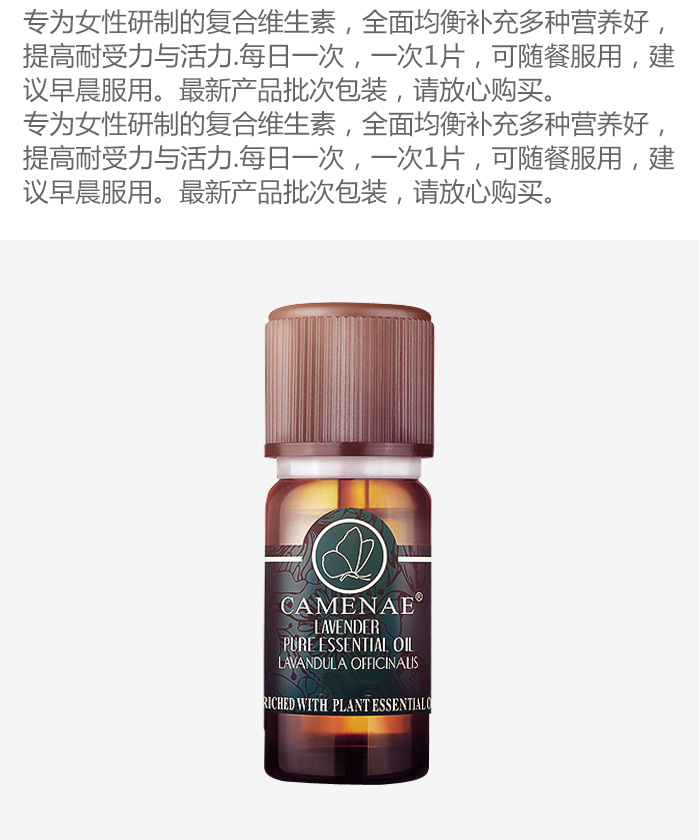 专为女性研制的复合维生素，全面均衡补充多种营养好，
提高耐受力与活力.每日一次，一次1片，可随餐服用，建
议早晨服用。最新产品批次包装，请放心购买。
专为女性研制的复合维生素，全面均衡补充多种营养好，
提高耐受力与活力.每日一次，一次1片，可随餐服用，建
议早晨服用。最新产品批次包装，请放心购买。
CAMENAE®
LAVENDER
PURE ESSENTIAL OIL
LAVANDULA OFFICINALIS
RICHED WITH PLANT ESSENTIAL O